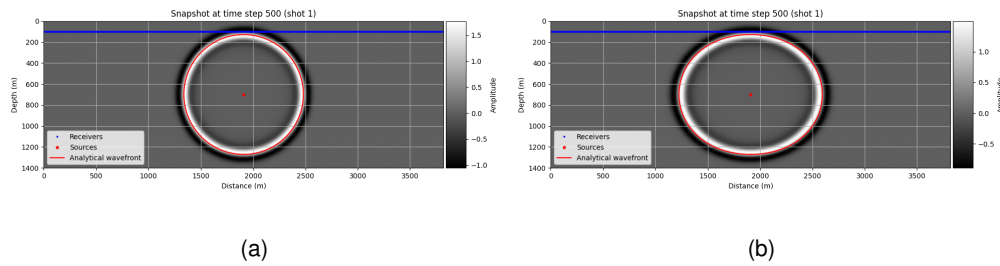 Snapshot at time step 500 (shot 1)
0
200
400
600
800
1000
1200
1400
Depth (m)
0
500
1000
1500
2000
2500
3000
3500
Distance (m)
Receivers
Sources
Analytical wavefront
1.5
1.0
0.5
0.0
−0.5
−1.0
Amplitude
(a)
Snapshot at time step 500 (shot 1)
0
200
400
600
800
1000
1200
1400
Depth (m)
0
500
1000
1500
2000
2500
3000
3500
Distance (m)
Receivers
Sources
Analytical wavefront
1.0
0.5
0.0
−0.5
Amplitude
(b)